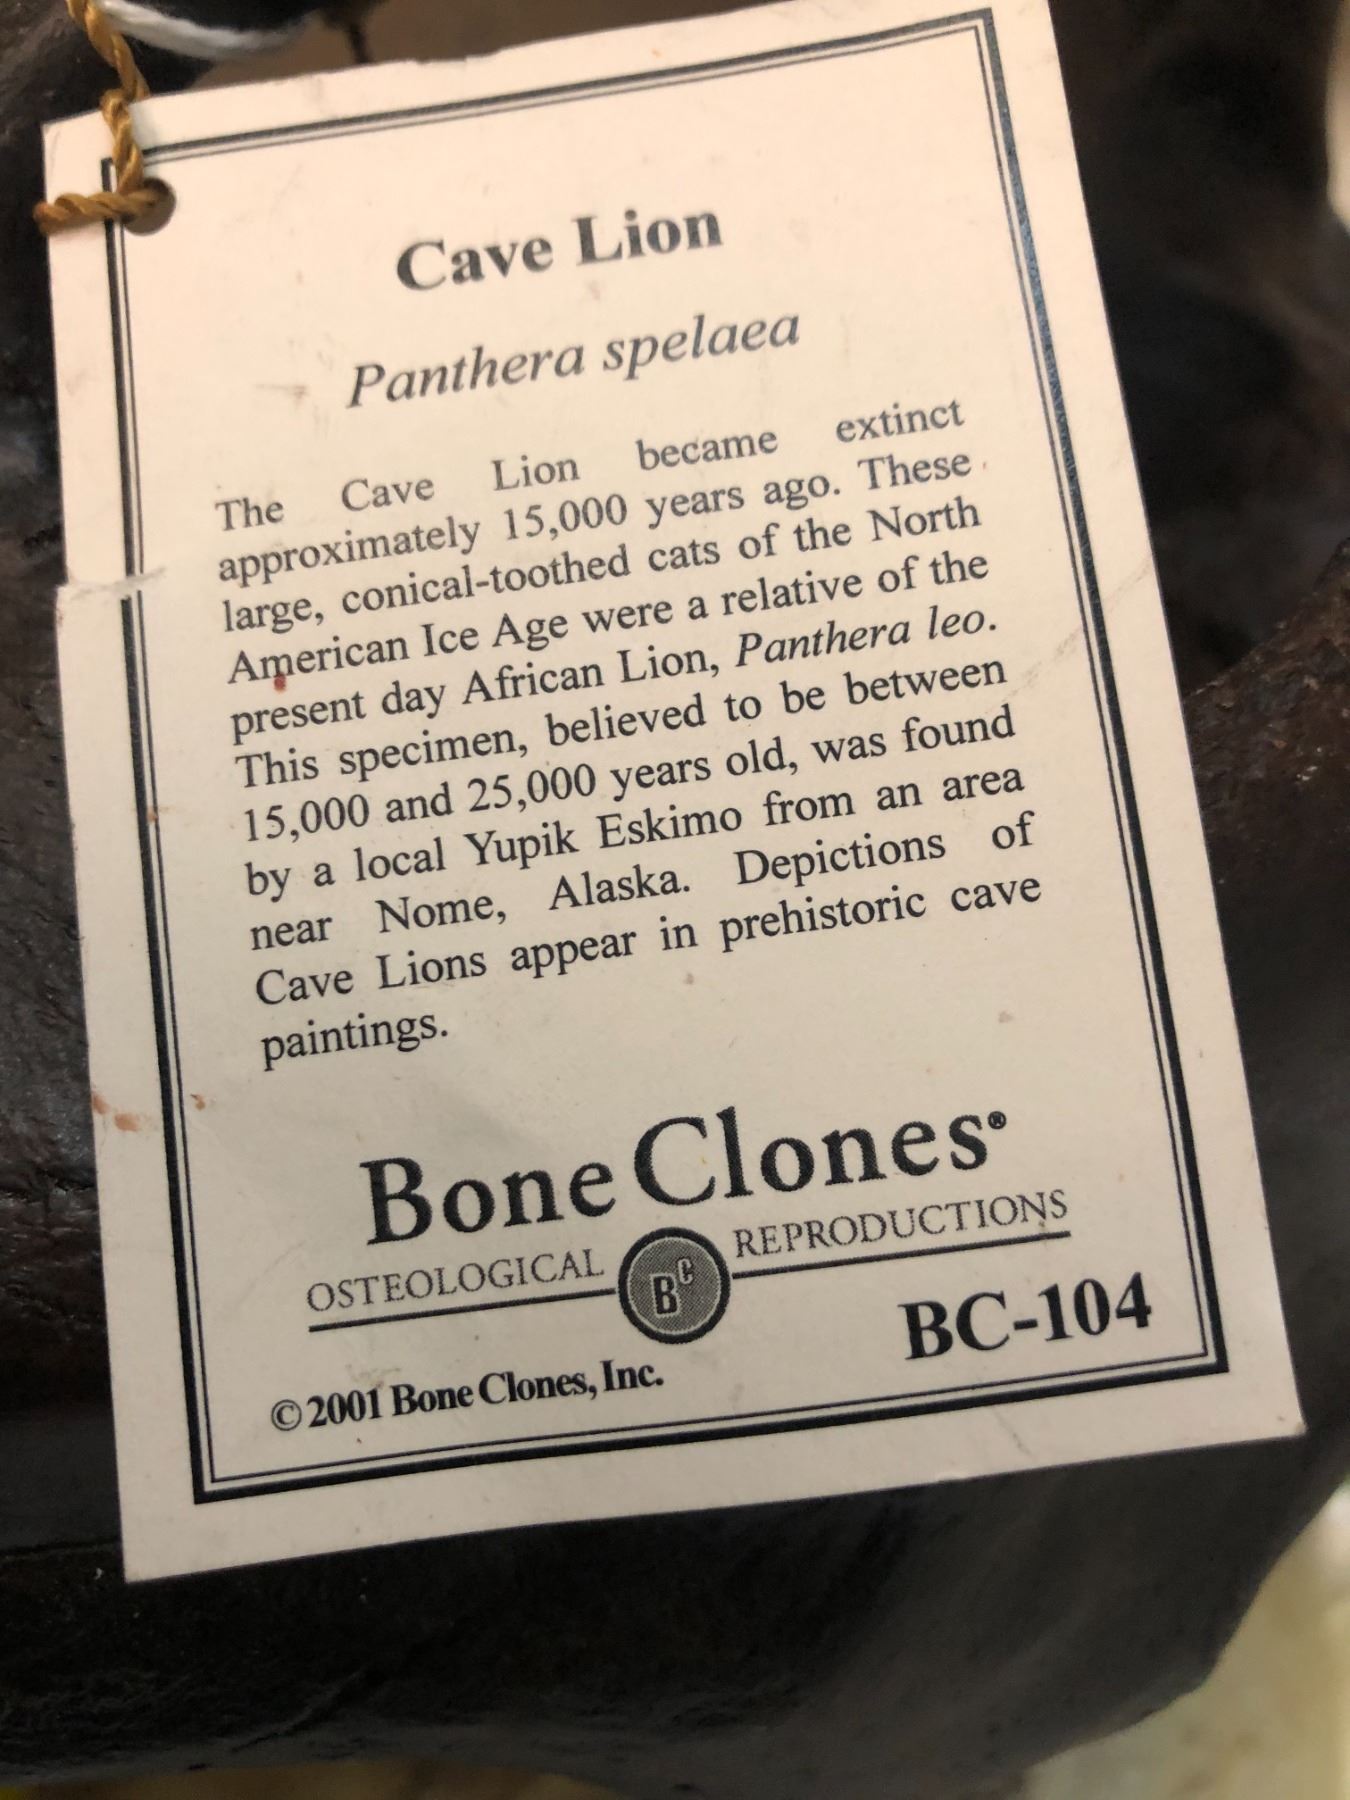 Cave Lion
Panthera spelaea
The Cave Lion became extinct
approximately 15,000 years ago. These
large, conical-toothed cats of the North
American Ice Age were a relative of the
present day African Lion, Panthera leo.
This specimen, believed to be between
15,000 and 25,000 years old, was found
by a local Yupik Eskimo from an area
near Nome, Alaska. Depictions of
Cave Lions appear in prehistoric cave
paintings.
Bone Clones®
OSTEOLOGICAL BC REPRODUCTIONS
BC-104
©2001 Bone Clones, Inc.